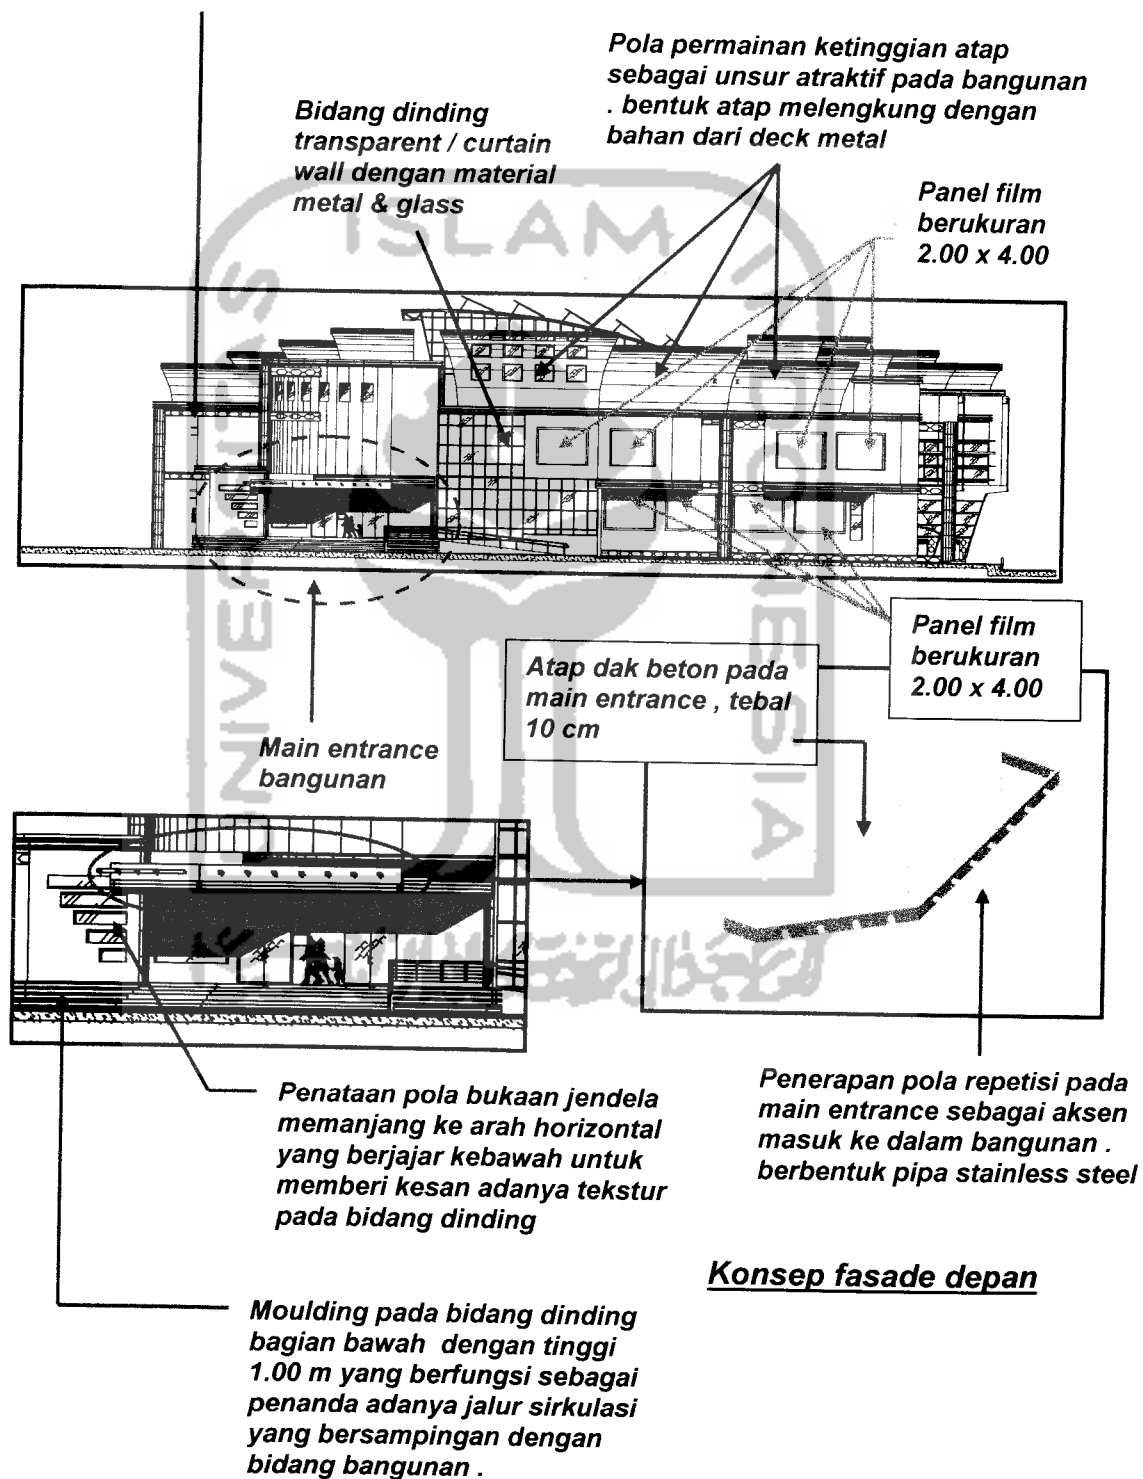 Pola permainan ketinggian atap
sebagai unsur atraktif pada bangunan
. bentuk atap melengkung dengan
bahan dari deck metal
Bidang dinding
transparent / curtain
wall dengan material
metal & glass
Panel film
berukuran
2.00 x 4.00
Panel film
berukuran
2.00 x 4.00
Atap dak beton pada
main entrance , tebal
10 cm
Main entrance
bangunan
Penataan pola bukaan jendela
memanjang ke arah horizontal
yang berjajar kebawah untuk
memberi kesan adanya tekstur
pada bidang dinding
Penerapan pola repetisi pada
main entrance sebagai aksen
masuk ke dalam bangunan .
berbentuk pipa stainless steel
Konsep fasade depan
Moulding pada bidang dinding
bagian bawah dengan tinggi
1.00 m yang berfungsi sebagai
penanda adanya jalur sirkulasi
yang bersampingan dengan
bidang bangunan .
UNIVERSITAS
ISLAM
INDONESIA